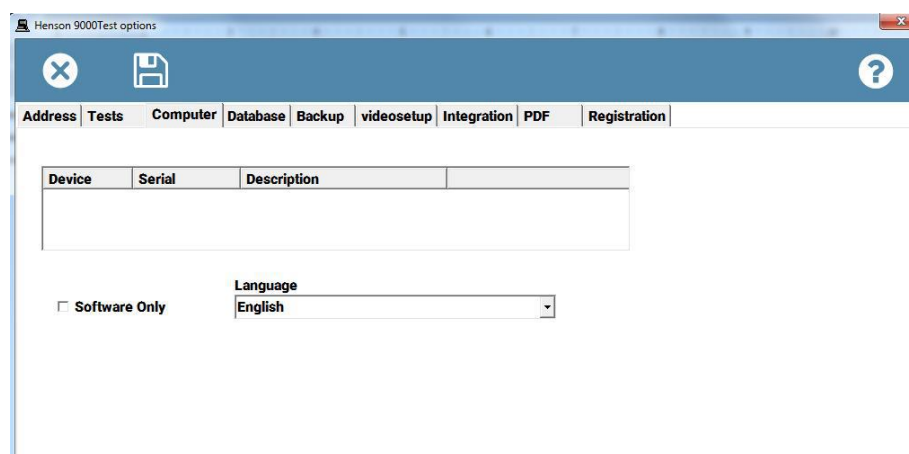 Henson 9000Test options
Address Tests Computer Database Backup videosetup Integration PDF Registration
Device Serial Description
Language
Software Only English